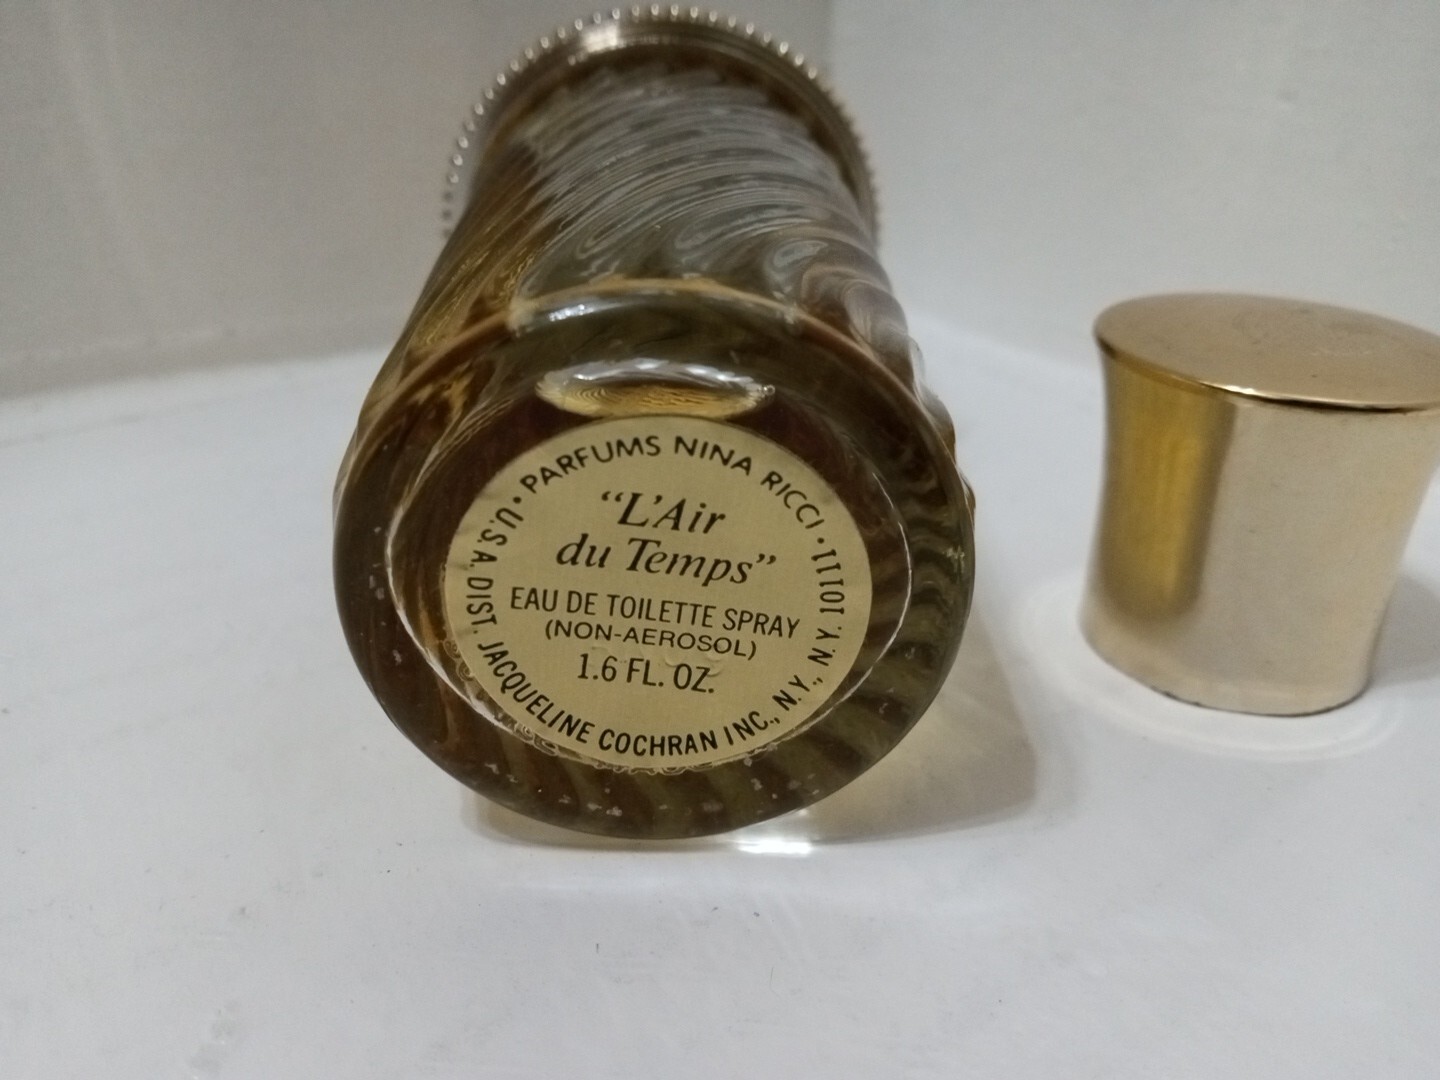 • PARFUMS NINA RICCI •
"L'Air
du Temps"
EAU DE TOILETTE SPRAY
(NON-AEROSOL)
1.6 FL. OZ.
U.S.A. DIST. JACQUELINE COCHRAN INC., N.Y., N.Y. 10111